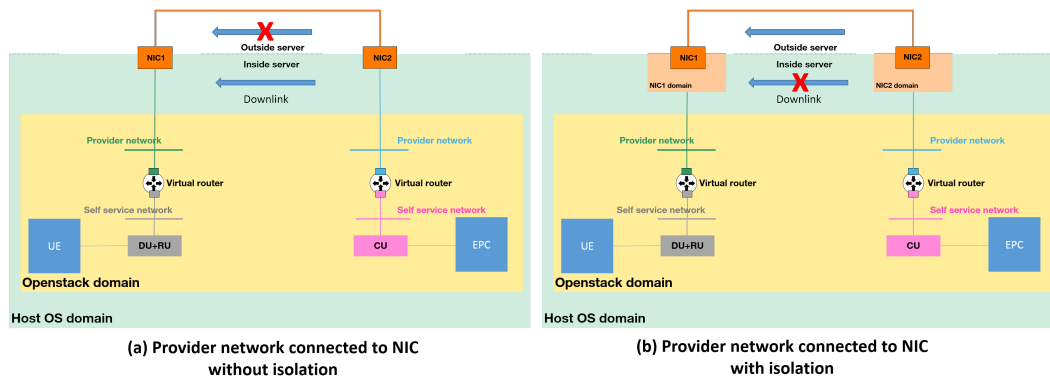 Outside server
NIC1
NIC2
Inside server
Downlink
Provider network
Provider network
Virtual router
Virtual router
Self service network
Self service network
UE
DU+RU
CU
EPC
Openstack domain
Host OS domain
(a) Provider network connected to NIC
without isolation
Outside server
NIC1
NIC2
Inside server
NIC1 domain
NIC2 domain
Downlink
Provider network
Provider network
Virtual router
Virtual router
Self service network
Self service network
UE
DU+RU
CU
EPC
Openstack domain
Host OS domain
(b) Provider network connected to NIC
with isolation